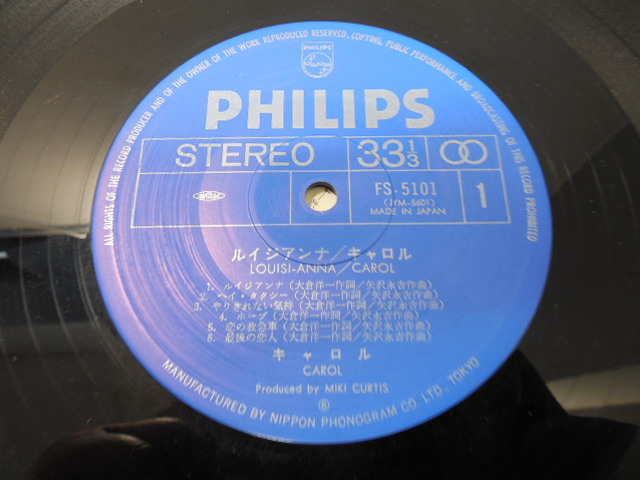 ALL RIGHTS OF THE RECORD PRODUCER AND OF THE OWNER OF THE WORK REPRODUCED RESERVED, COPYING, PUBLIC PERFORMANCE AND BROADCASTING OF THIS RECORD PROHIBITED
PHILIPS
PHILIPS
STEREO 33 1/3
FS-5101 1
(JYM-5601)
MADE IN JAPAN
ルイジアンナ/キャロル
LOUISI-ANNA/CAROL
1. ルイジアンナ (大倉洋一作詞/矢沢永吉作曲)
2. ヘイ・タクシー (大倉洋一作詞/矢沢永吉作曲)
3. やりきれない気持 (大倉洋一作詞/矢沢永吉作曲)
4. ホープ (大倉洋一作詞/矢沢永吉作曲)
5. 恋の救急車 (大倉洋一作詞/矢沢永吉作曲)
6. 最後の恋人 (大倉洋一作詞/矢沢永吉作曲)
キャロル
CAROL
Produced by MIKI CURTIS
Ⓟ
MANUFACTURED BY NIPPON PHONOGRAM CO. LTD., TOKYO